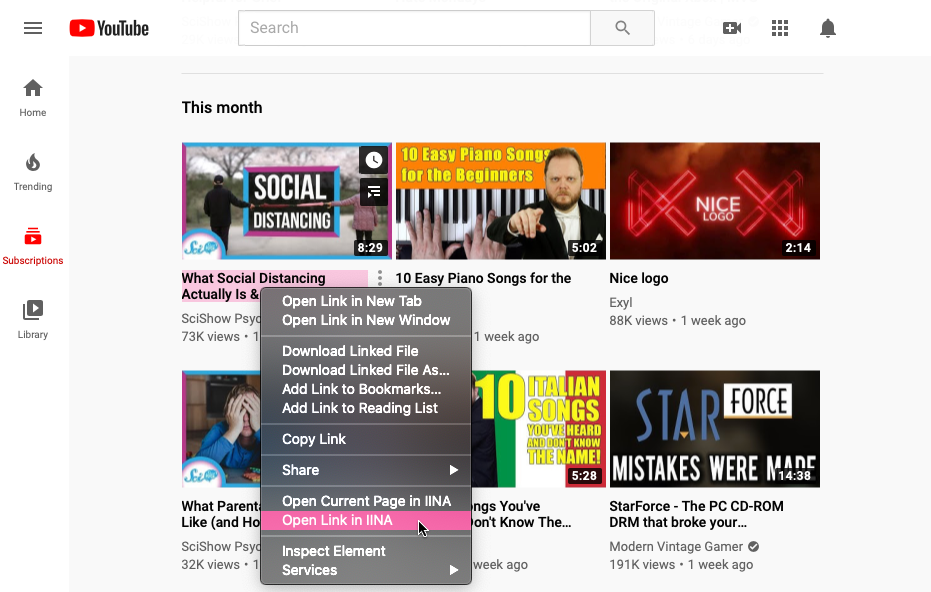 YouTube
Search
Home
Trending
Subscriptions
Library
This month
SOCIAL
DISTANCING
Sci
8:29
10 Easy Piano Songs
for the Beginners
5:02
NICE
LOGO
2:14
What Social Distancing
Actually Is &
SciShow Psyc
73K views • 1
10 Easy Piano Songs for the
1 week ago
Nice logo
Exyl
88K views • 1 week ago
Open Link in New Tab
Open Link in New Window
Download Linked File
Download Linked File As...
Add Link to Bookmarks...
Add Link to Reading List
Copy Link
Share
Open Current Page in IINA
Open Link in IINA
Inspect Element
Services
Sci
10 ITALIAN
SONGS
YOU'VE HEARD
AND DON'T KNOW
THE NAME!
5:28
STAR FORCE
MISTAKES WERE MADE
14:38
What Parenta
Like (and Ho
SciShow Psyc
32K views • 1
ngs You've
Don't Know The...
week ago
StarForce - The PC CD-ROM
DRM that broke your...
Modern Vintage Gamer
191K views • 1 week ago